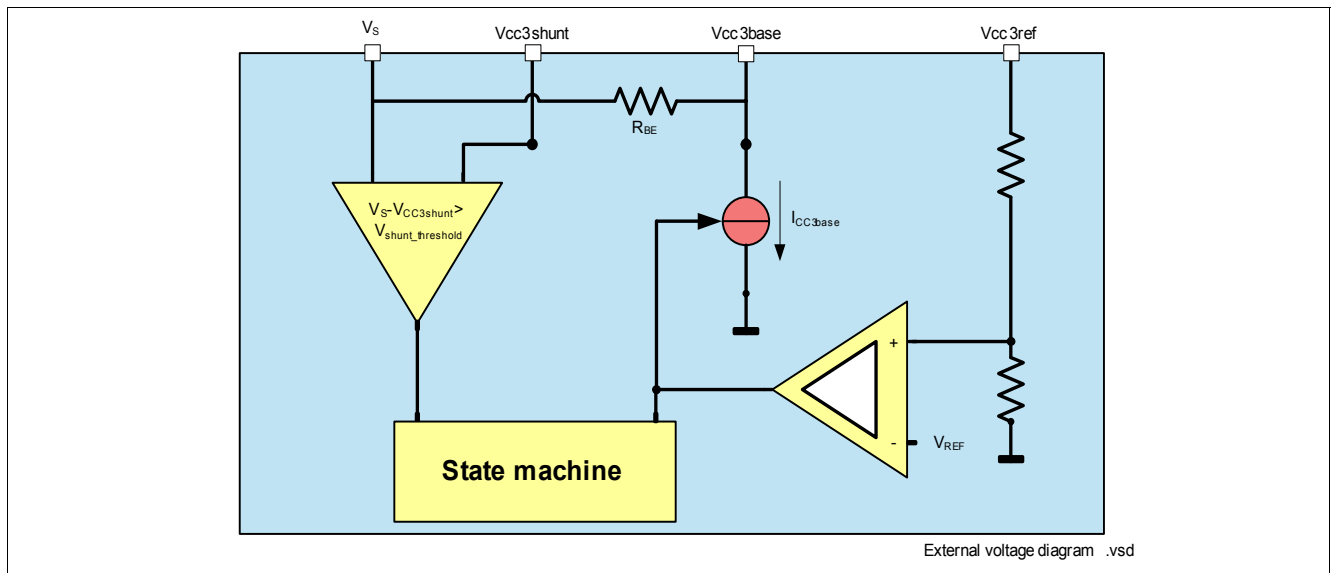 VS Vcc3shunt Vcc3base Vcc3ref
RBE
VS-VCC3shunt>
Vshunt_threshold
ICC3base
+
- VREF
State machine
External voltage diagram .vsd